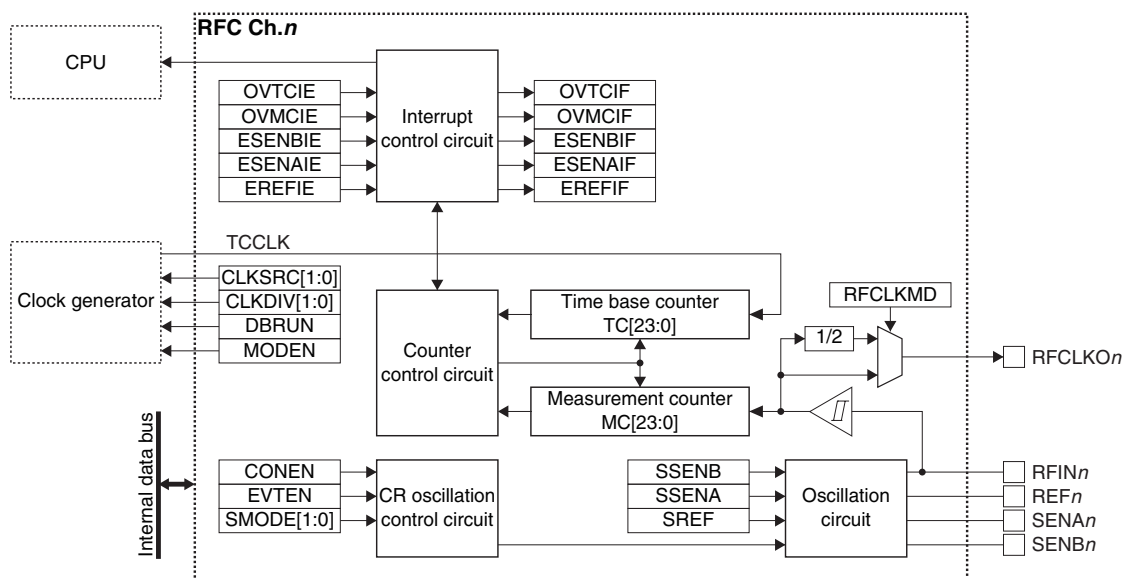 RFC Ch.n
CPU
OVTCIE
OVMCIE
ESENBIE
ESENAIE
EREFIE
Interrupt
control circuit
OVTCIF
OVMCIF
ESENBIF
ESENAIF
EREFIF
TCCLK
Clock generator
CLKSRC[1:0]
CLKDIV[1:0]
DBRUN
MODEN
Counter
control circuit
Time base counter
TC[23:0]
Measurement counter
MC[23:0]
RFCLKMD
1/2
RFCLKOn
Internal data bus
CONEN
EVTEN
SMODE[1:0]
CR oscillation
control circuit
SSENB
SSENA
SREF
Oscillation
circuit
RFINn
REFn
SENAn
SENBn